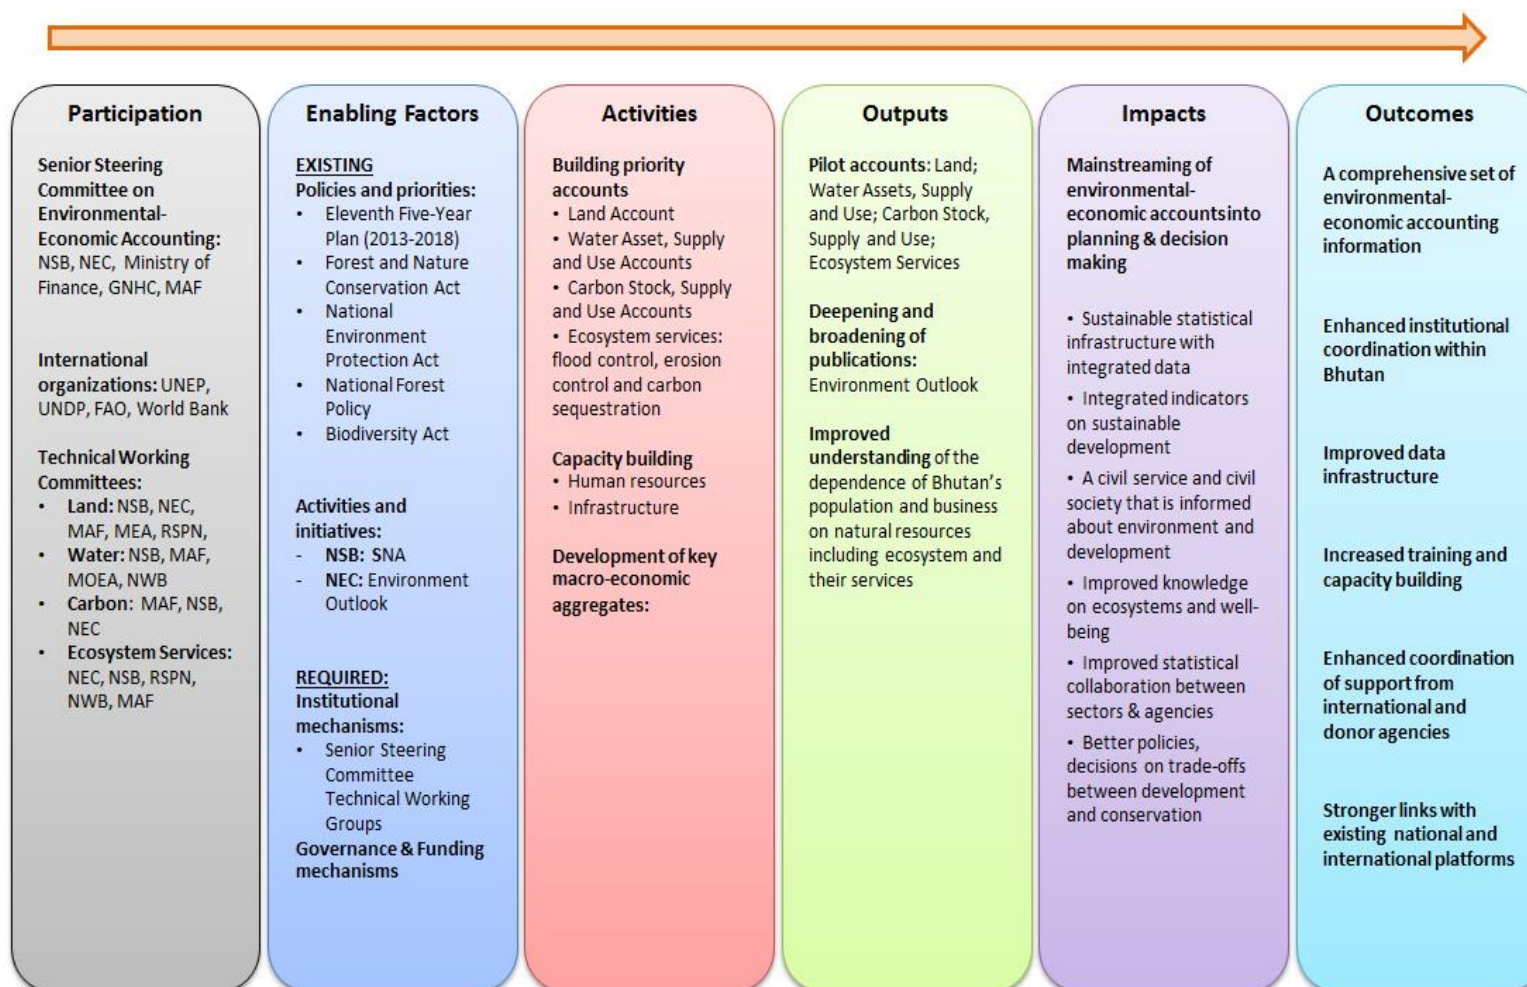 Participation
Senior Steering
Committee on
Environmental-
Economic Accounting:
NSB, NEC, Ministry of
Finance, GNHC, MAF
International
organizations: UNEP,
UNDP, FAO, World Bank
Technical Working
Committees:
• Land: NSB, NEC,
MAF, MEA, RSPN,
• Water: NSB, MAF,
MOEA, NWB
• Carbon: MAF, NSB,
NEC
• Ecosystem Services:
NEC, NSB, RSPN,
NWB, MAF
Enabling Factors
EXISTING
Policies and priorities:
• Eleventh Five-Year
Plan (2013-2018)
• Forest and Nature
Conservation Act
• National
Environment
Protection Act
• National Forest
Policy
• Biodiversity Act
Activities and
initiatives:
- NSB: SNA
- NEC: Environment
Outlook
REQUIRED:
Institutional
mechanisms:
• Senior Steering
Committee
Technical Working
Groups
Governance & Funding
mechanisms
Activities
Building priority
accounts
• Land Account
• Water Asset, Supply
and Use Accounts
• Carbon Stock, Supply
and Use Accounts
• Ecosystem services:
flood control, erosion
control and carbon
sequestration
Capacity building
• Human resources
• Infrastructure
Development of key
macro-economic
aggregates:
Outputs
Pilot accounts: Land;
Water Assets, Supply
and Use; Carbon Stock,
Supply and Use;
Ecosystem Services
Deepening and
broadening of
publications:
Environment Outlook
Improved
understanding of the
dependence of Bhutan's
population and business
on natural resources
including ecosystem and
their services
Impacts
Mainstreaming of
environmental-
economic accounts into
planning & decision
making
• Sustainable statistical
infrastructure with
integrated data
• Integrated indicators
on sustainable
development
• A civil service and civil
society that is informed
about environment and
development
• Improved knowledge
on ecosystems and well-
being
• Improved statistical
collaboration between
sectors & agencies
• Better policies,
decisions on trade-offs
between development
and conservation
Outcomes
A comprehensive set of
environmental-
economic accounting
information
Enhanced institutional
coordination within
Bhutan
Improved data
infrastructure
Increased training and
capacity building
Enhanced coordination
of support from
international and
donor agencies
Stronger links with
existing national and
international platforms